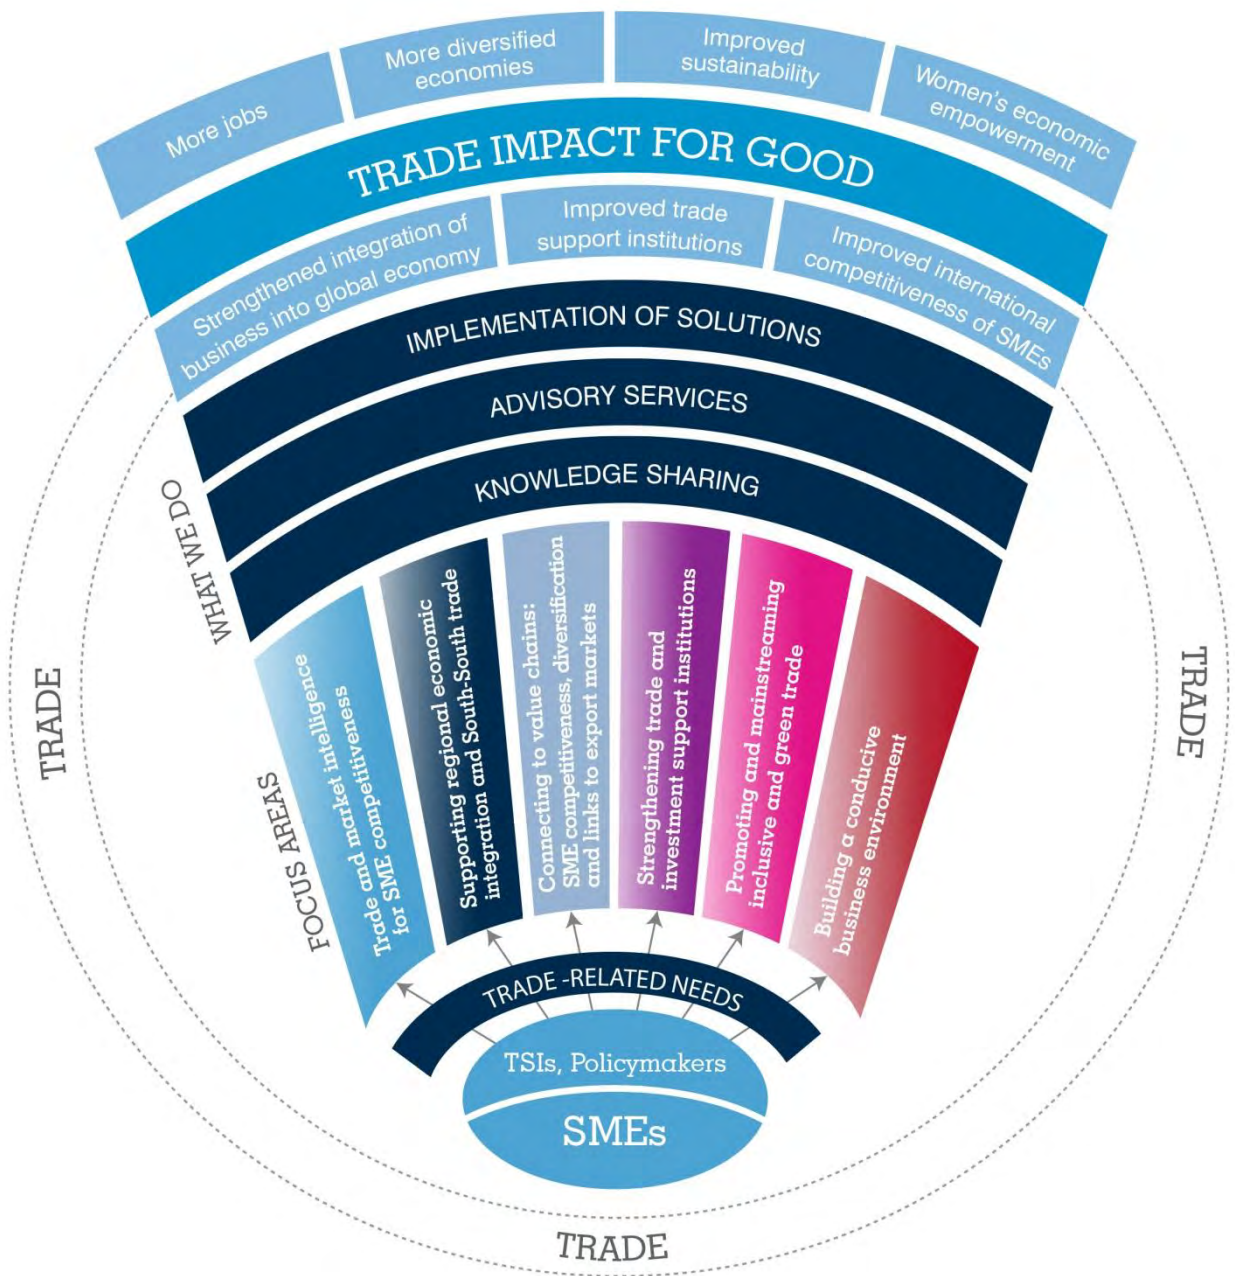 More jobs
More diversified
economies
Improved
sustainability
Women's economic
empowerment
TRADE IMPACT FOR GOOD
Strengthened integration of
business into global economy
Improved trade
support institutions
Improved international
competitiveness of SMEs
IMPLEMENTATION OF SOLUTIONS
ADVISORY SERVICES
KNOWLEDGE SHARING
WHAT WE DO
FOCUS AREAS
Trade and market intelligence
for SME competitiveness
Supporting regional economic
integration and South-South trade
Connecting to value chains:
SME competitiveness, diversification
and links to export markets
Strengthening trade and
investment support institutions
Promoting and mainstreaming
inclusive and green trade
Building a conducive
business environment
TRADE
TRADE
TRADE -RELATED NEEDS
TSIs, Policymakers
SMEs
TRADE